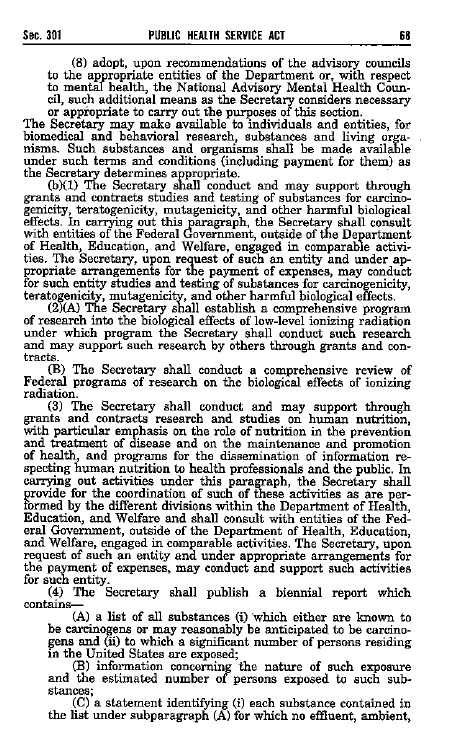 Sec. 301 PUBLIC HEALTH SERVICE ACT 68
(8) adopt, upon recommendations of the advisory councils
to the appropriate entities of the Department or, with respect
to mental health, the National Advisory Mental Health Coun-
cil, such additional means as the Secretary considers necessary
or appropriate to carry out the purposes of this section.
The Secretary may make available to individuals and entities, for
biomedical and behavioral research, substances and living orga-
nisms. Such substances and organisms shall be made available
under such terms and conditions (including payment for them) as
the Secretary determines appropriate.
(b)(1) The Secretary shall conduct and may support through
grants and contracts studies and testing of substances for carcino-
genicity, teratogenicity, mutagenicity, and other harmful biological
effects. In carrying out this paragraph, the Secretary shall consult
with entities of the Federal Government, outside of the Department
of Health, Education, and Welfare, engaged in comparable activi-
ties. The Secretary, upon request of such an entity and under ap-
propriate arrangements for the payment of expenses, may conduct
for such entity studies and testing of substances for carcinogenicity,
teratogenicity, mutagenicity, and other harmful biological effects.
(2)(A) The Secretary shall establish a comprehensive program
of research into the biological effects of low-level ionizing radiation
under which program the Secretary shall conduct such research
and may support such research by others through grants and con-
tracts.
(B) The Secretary shall conduct a comprehensive review of
Federal programs of research on the biological effects of ionizing
radiation.
(3) The Secretary shall conduct and may support through
grants and contracts research and studies on human nutrition,
with particular emphasis on the role of nutrition in the prevention
and treatment of disease and on the maintenance and promotion
of health, and programs for the dissemination of information re-
specting human nutrition to health professionals and the public. In
carrying out activities under this paragraph, the Secretary shall
provide for the coordination of such of these activities as are per-
formed by the different divisions within the Department of Health,
Education, and Welfare and shall consult with entities of the Fed-
eral Government, outside of the Department of Health, Education,
and Welfare, engaged in comparable activities. The Secretary, upon
request of such an entity and under appropriate arrangements for
the payment of expenses, may conduct and support such activities
for such entity.
(4) The Secretary shall publish a biennial report which
contains—
(A) a list of all substances (i) which either are known to
be carcinogens or may reasonably be anticipated to be carcino-
gens and (ii) to which a significant number of persons residing
in the United States are exposed;
(B) information concerning the nature of such exposure
and the estimated number of persons exposed to such sub-
stances;
(C) a statement identifying (i) each substance contained in
the list under subparagraph (A) for which no effluent, ambient,